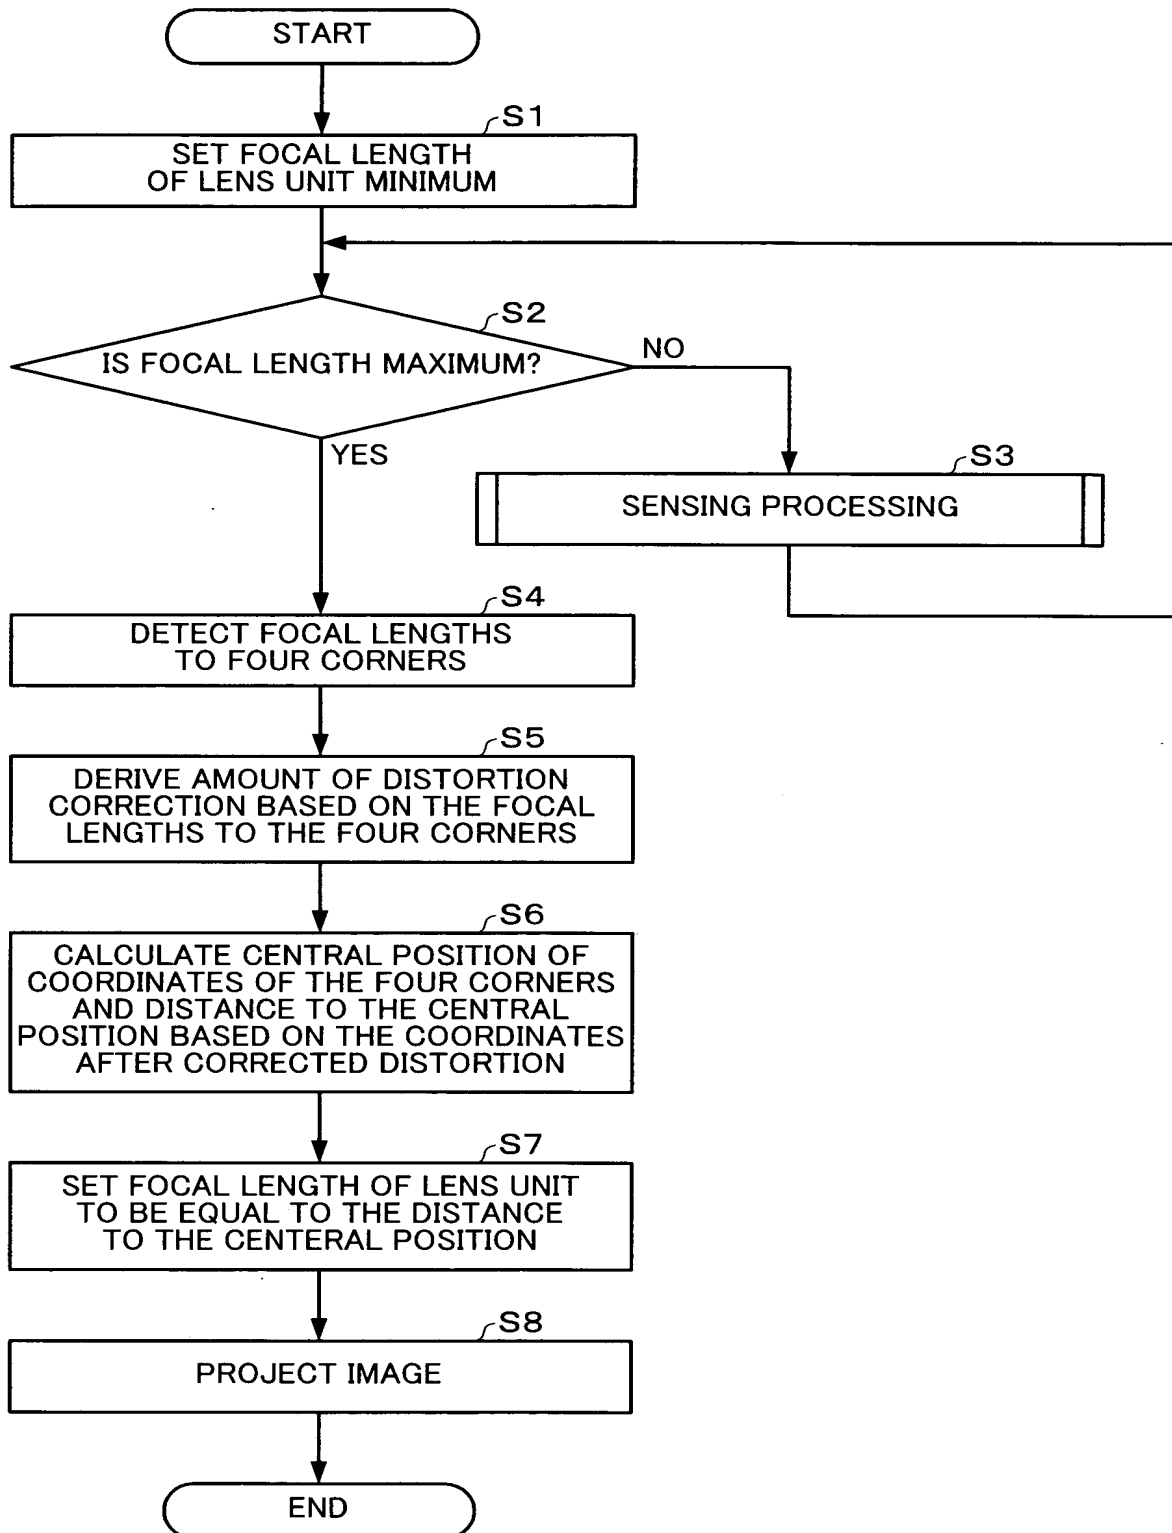 START
S1
SET FOCAL LENGTH
OF LENS UNIT MINIMUM
S2
IS FOCAL LENGTH MAXIMUM?
NO
YES
S3
SENSING PROCESSING
S4
DETECT FOCAL LENGTHS
TO FOUR CORNERS
S5
DERIVE AMOUNT OF DISTORTION
CORRECTION BASED ON THE FOCAL
LENGTHS TO THE FOUR CORNERS
S6
CALCULATE CENTRAL POSITION OF
COORDINATES OF THE FOUR CORNERS
AND DISTANCE TO THE CENTRAL
POSITION BASED ON THE COORDINATES
AFTER CORRECTED DISTORTION
S7
SET FOCAL LENGTH OF LENS UNIT
TO BE EQUAL TO THE DISTANCE
TO THE CENTERAL POSITION
S8
PROJECT IMAGE
END